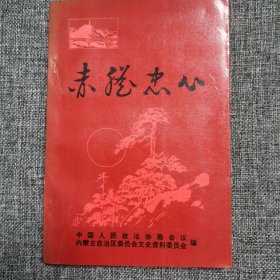 赤胆忠心
中国人民政治协商会议
内蒙古自治区委员会文史资料委员会
编